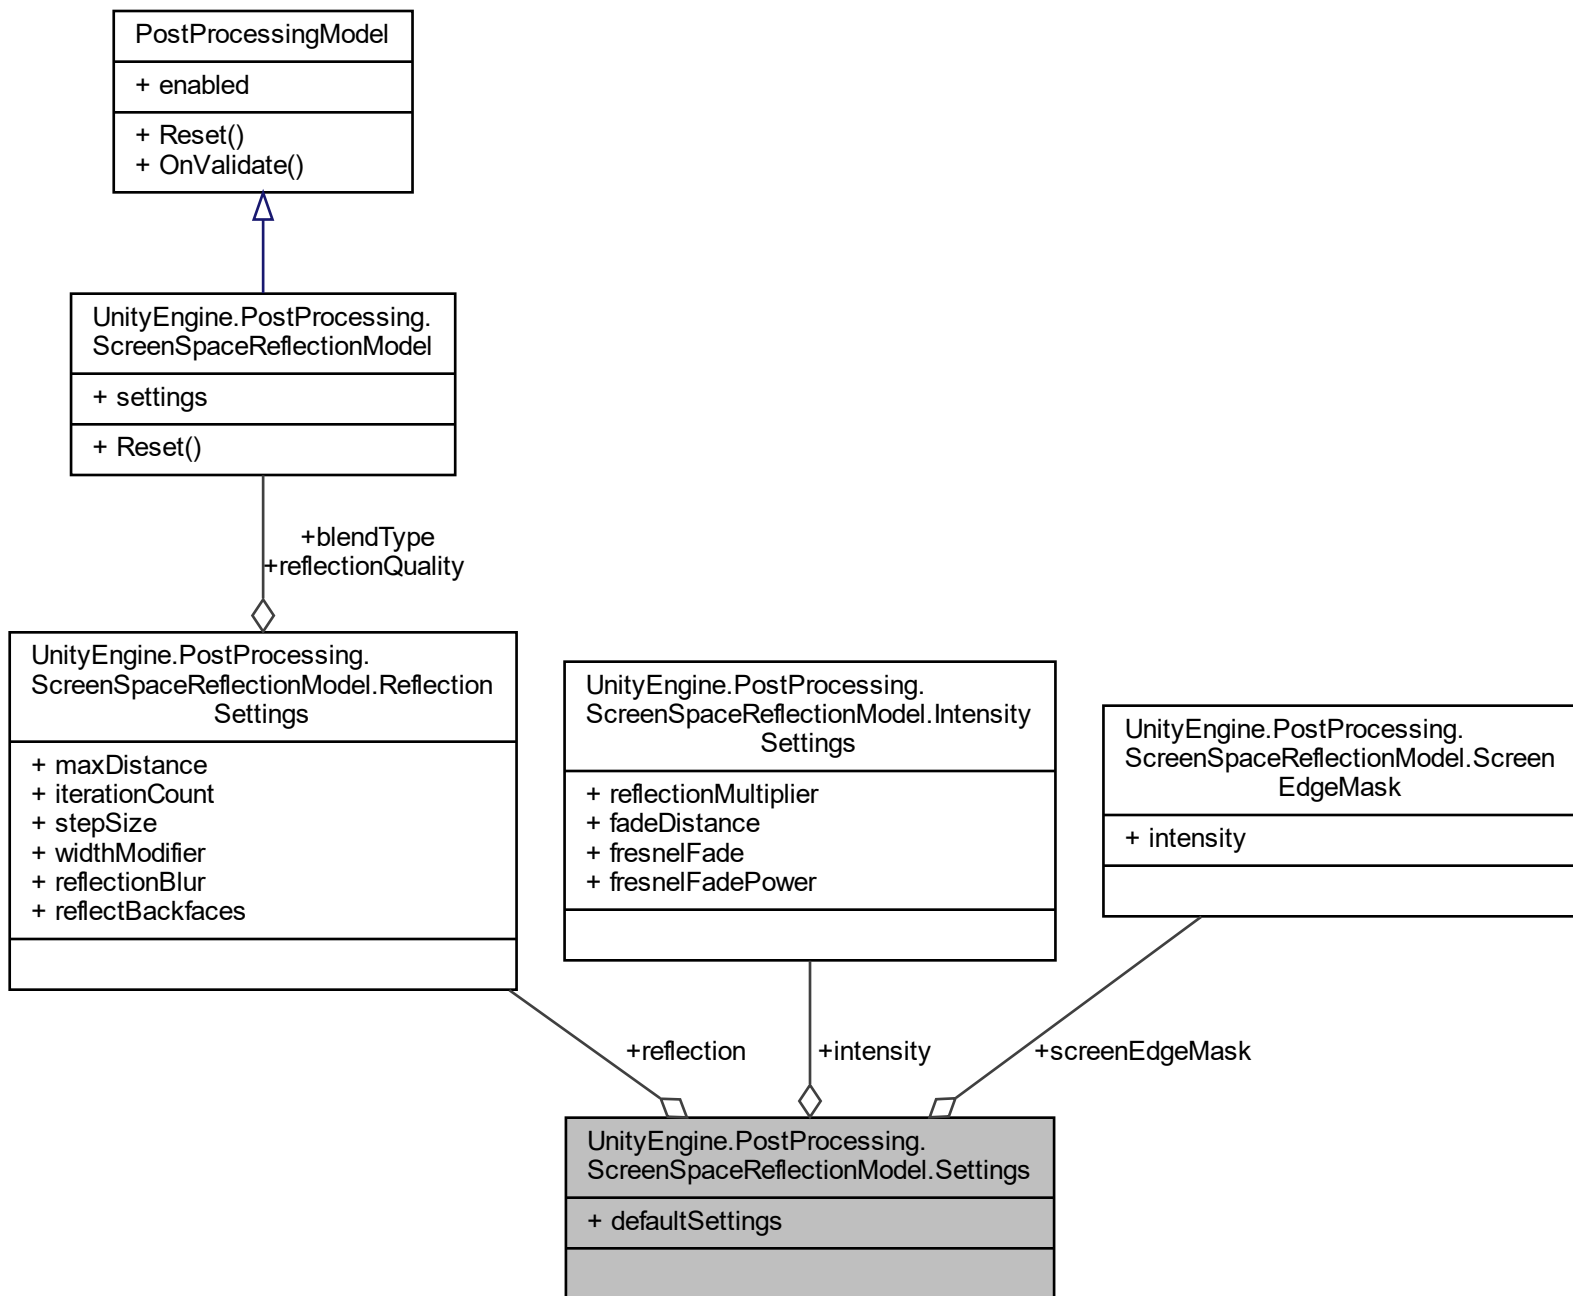 PostProcessingModel
+ enabled
+ Reset()
+ OnValidate()
UnityEngine.PostProcessing.
ScreenSpaceReflectionModel
+ settings
+ Reset()
+blendType
+reflectionQuality
UnityEngine.PostProcessing.
ScreenSpaceReflectionModel.Reflection
Settings
+ maxDistance
+ iterationCount
+ stepSize
+ widthModifier
+ reflectionBlur
+ reflectBackfaces
UnityEngine.PostProcessing.
ScreenSpaceReflectionModel.Intensity
Settings
+ reflectionMultiplier
+ fadeDistance
+ fresnelFade
+ fresnelFadePower
UnityEngine.PostProcessing.
ScreenSpaceReflectionModel.Screen
EdgeMask
+ intensity
+reflection
+intensity
+screenEdgeMask
UnityEngine.PostProcessing.
ScreenSpaceReflectionModel.Settings
+ defaultSettings